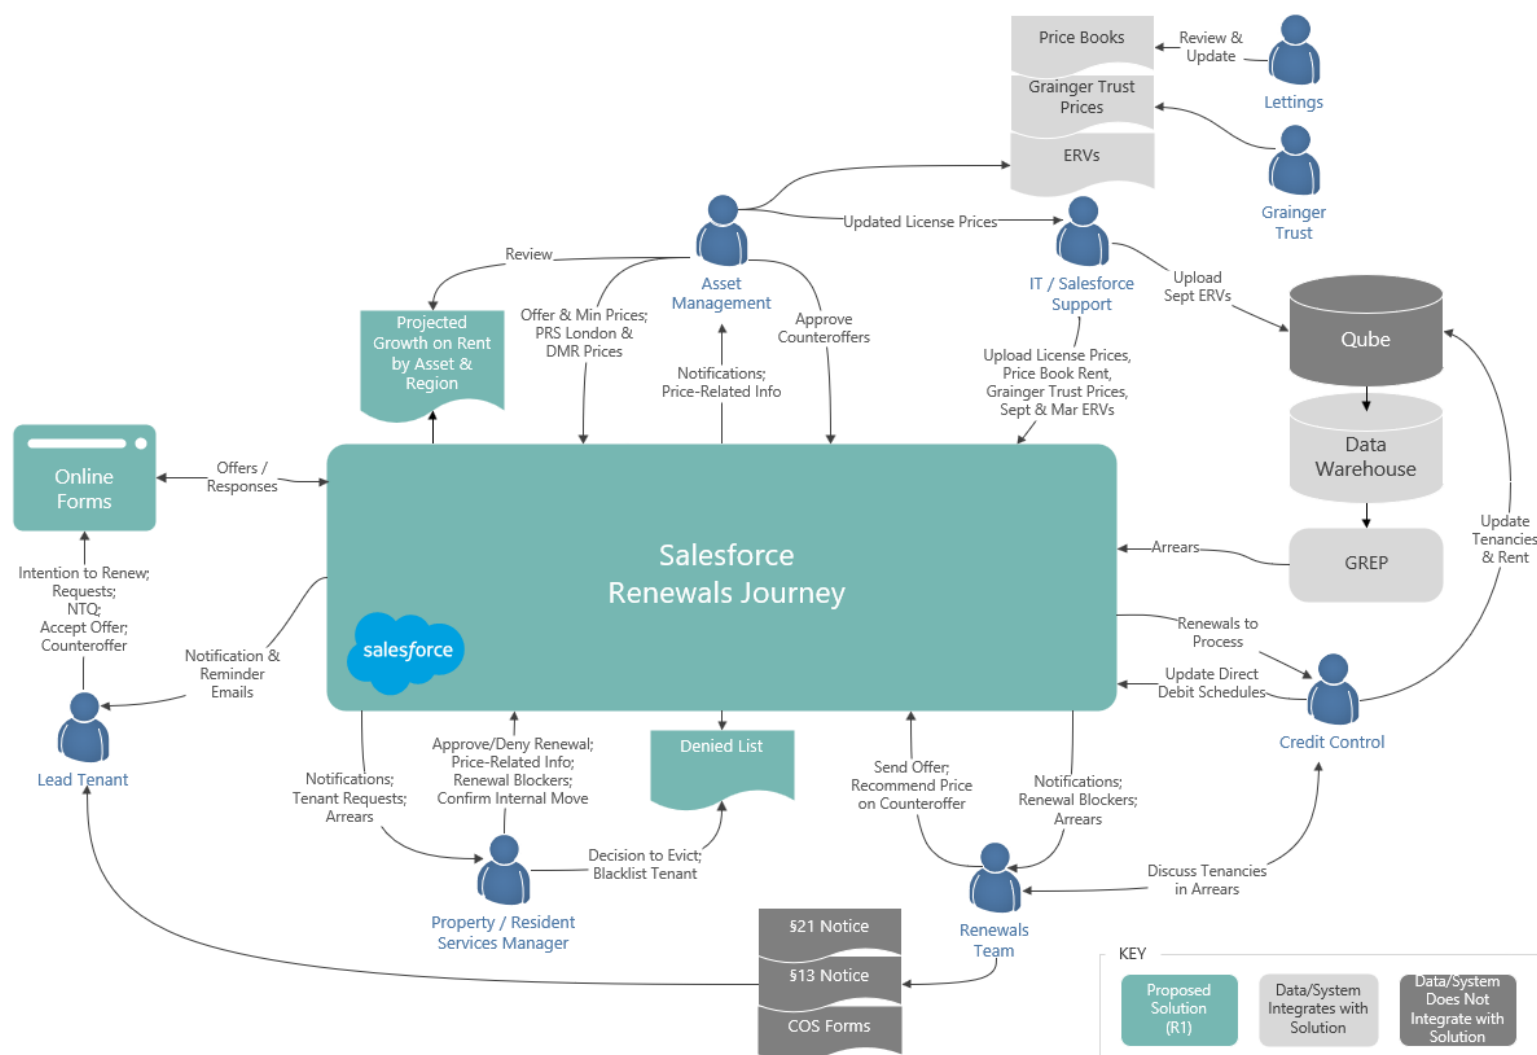 Price Books
Review &
Update
Lettings
Grainger Trust
Prices
ERVs
Grainger
Trust
Updated License Prices
Review
Asset
Management
IT / Salesforce
Support
Upload
Sept ERVs
Projected
Growth on Rent
by Asset &
Region
Offer & Min Prices;
PRS London &
DMR Prices
Approve
Counteroffers
Notifications;
Price-Related Info
Upload License Prices,
Price Book Rent,
Grainger Trust Prices,
Sept & Mar ERVs
Qube
Data
Warehouse
GREP
Update
Tenancies
& Rent
Online
Forms
Offers /
Responses
Arrears
Salesforce
Renewals Journey
salesforce
Intention to Renew;
Requests;
NTQ;
Accept Offer;
Counteroffer
Notification &
Reminder
Emails
Lead Tenant
Renewals to
Process
Update Direct
Debit Schedules
Credit Control
Notifications;
Tenant Requests;
Arrears
Approve/Deny Renewal;
Price-Related Info;
Renewal Blockers;
Confirm Internal Move
Denied List
Send Offer;
Recommend Price
on Counteroffer
Notifications;
Renewal Blockers;
Arrears
Decision to Evict;
Blacklist Tenant
Discuss Tenancies
in Arrears
Property / Resident
Services Manager
Renewals
Team
§21 Notice
§13 Notice
COS Forms
KEY
Proposed
Solution
(R1)
Data/System
Integrates with
Solution
Data/System
Does Not
Integrate with
Solution